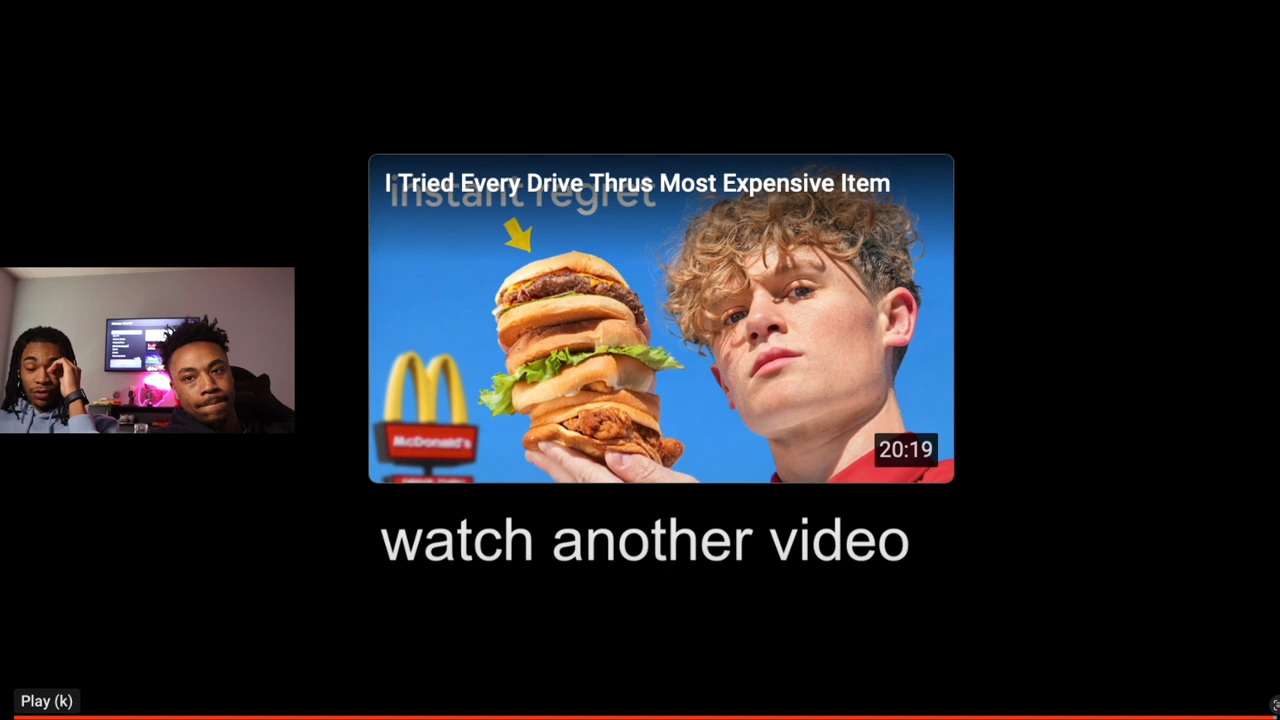 I Tried Every Drive Thrus Most Expensive Item
instant regret
McDonald's
20:19
watch another video
Play (k)